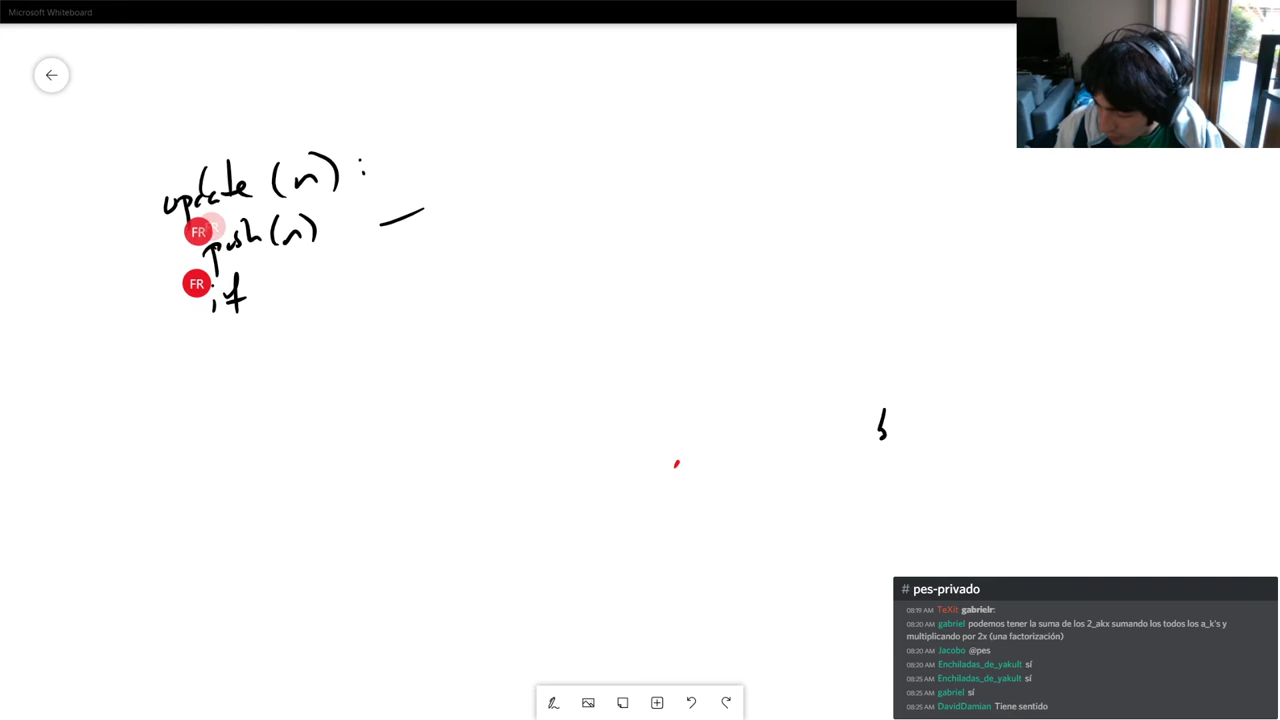 Microsoft Whiteboard
update (n) :
FR FR push(n)
FR if
# pes-privado
08:19 AM TeXit gabrielr:
08:20 AM gabriel podemos tener la suma de los 2_akx sumando los todos los a_k's y
multiplicando por 2x (una factorización)
08:20 AM Jacobo @pes
08:20 AM Enchiladas_de_yakult sí
08:25 AM Enchiladas_de_yakult sí
08:25 AM gabriel sí
08:25 AM DavidDamian Tiene sentido